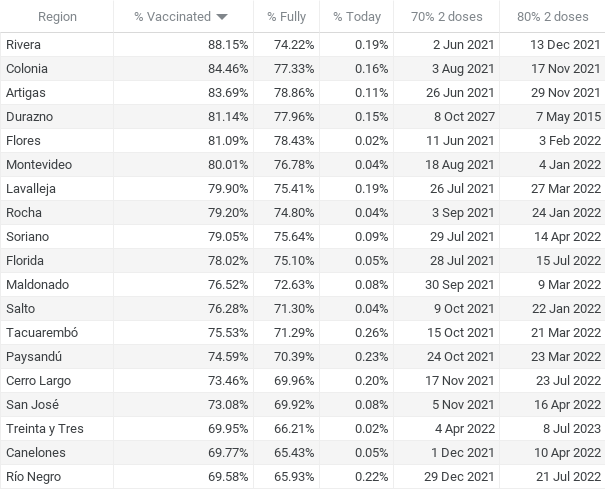 Region % Vaccinated % Fully % Today 70% 2 doses 80% 2 doses
Rivera 88.15% 74.22% 0.19% 2 Jun 2021 13 Dec 2021
Colonia 84.46% 77.33% 0.16% 3 Aug 2021 17 Nov 2021
Artigas 83.69% 78.86% 0.11% 26 Jun 2021 29 Nov 2021
Durazno 81.14% 77.96% 0.15% 8 Oct 2027 7 May 2015
Flores 81.09% 78.43% 0.02% 11 Jun 2021 3 Feb 2022
Montevideo 80.01% 76.78% 0.04% 18 Aug 2021 4 Jan 2022
Lavalleja 79.90% 75.41% 0.19% 26 Jul 2021 27 Mar 2022
Rocha 79.20% 74.80% 0.04% 3 Sep 2021 24 Jan 2022
Soriano 79.05% 75.64% 0.09% 29 Jul 2021 14 Apr 2022
Florida 78.02% 75.10% 0.05% 28 Jul 2021 15 Jul 2022
Maldonado 76.52% 72.63% 0.08% 30 Sep 2021 9 Mar 2022
Salto 76.28% 71.30% 0.04% 9 Oct 2021 22 Jan 2022
Tacuarembó 75.53% 71.29% 0.26% 15 Oct 2021 21 Mar 2022
Paysandú 74.59% 70.39% 0.23% 24 Oct 2021 23 Mar 2022
Cerro Largo 73.46% 69.96% 0.20% 17 Nov 2021 23 Jul 2022
San José 73.08% 69.92% 0.08% 5 Nov 2021 16 Apr 2022
Treinta y Tres 69.95% 66.21% 0.02% 4 Apr 2022 8 Jul 2023
Canelones 69.77% 65.43% 0.05% 1 Dec 2021 10 Apr 2022
Río Negro 69.58% 65.93% 0.22% 29 Dec 2021 21 Jul 2022